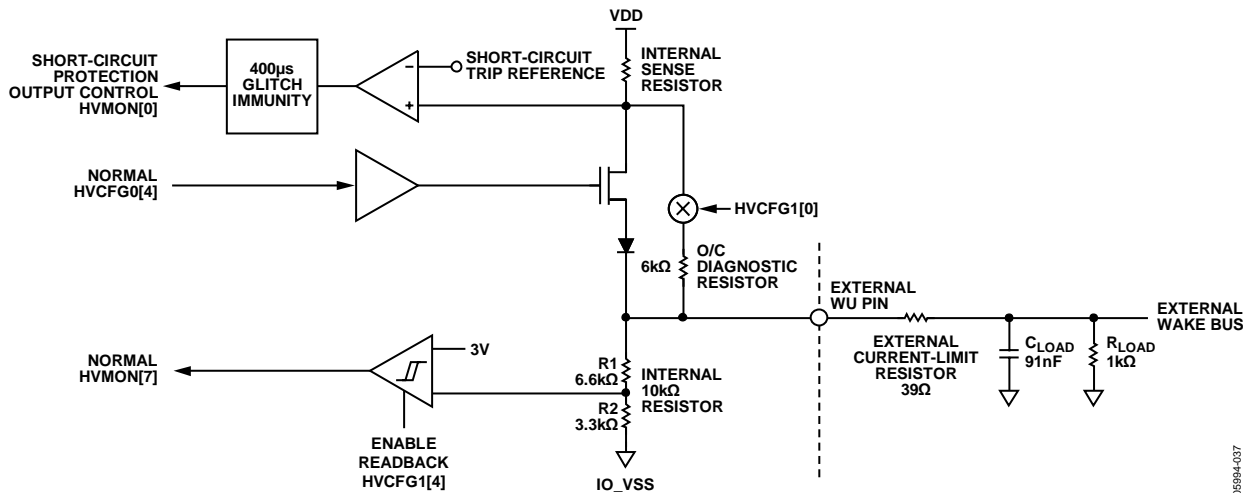 VDD
SHORT-CIRCUIT
PROTECTION
OUTPUT CONTROL
HVMON[0]
400µs
GLITCH
IMMUNITY
–
+
SHORT-CIRCUIT
TRIP REFERENCE
INTERNAL
SENSE
RESISTOR
NORMAL
HVCFG0[4]
HVCFG1[0]
6kΩ
O/C
DIAGNOSTIC
RESISTOR
EXTERNAL
WU PIN
EXTERNAL
WAKE BUS
EXTERNAL
CURRENT-LIMIT
RESISTOR
39Ω
CLOAD
91nF
RLOAD
1kΩ
NORMAL
HVMON[7]
3V
R1
6.6kΩ
INTERNAL
10kΩ
RESISTOR
R2
3.3kΩ
ENABLE
READBACK
HVCFG1[4]
IO_VSS
05994-037